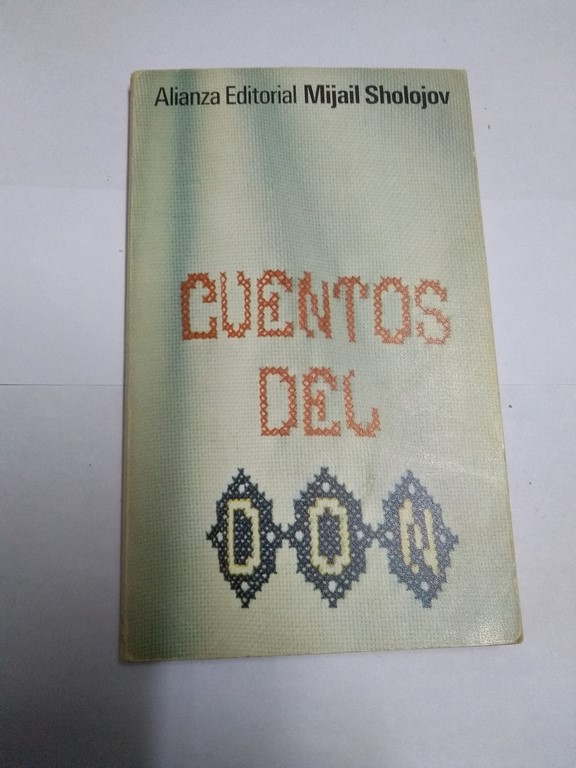 Alianza Editorial Mijail Sholojov
CUENTOS
DEL
DON